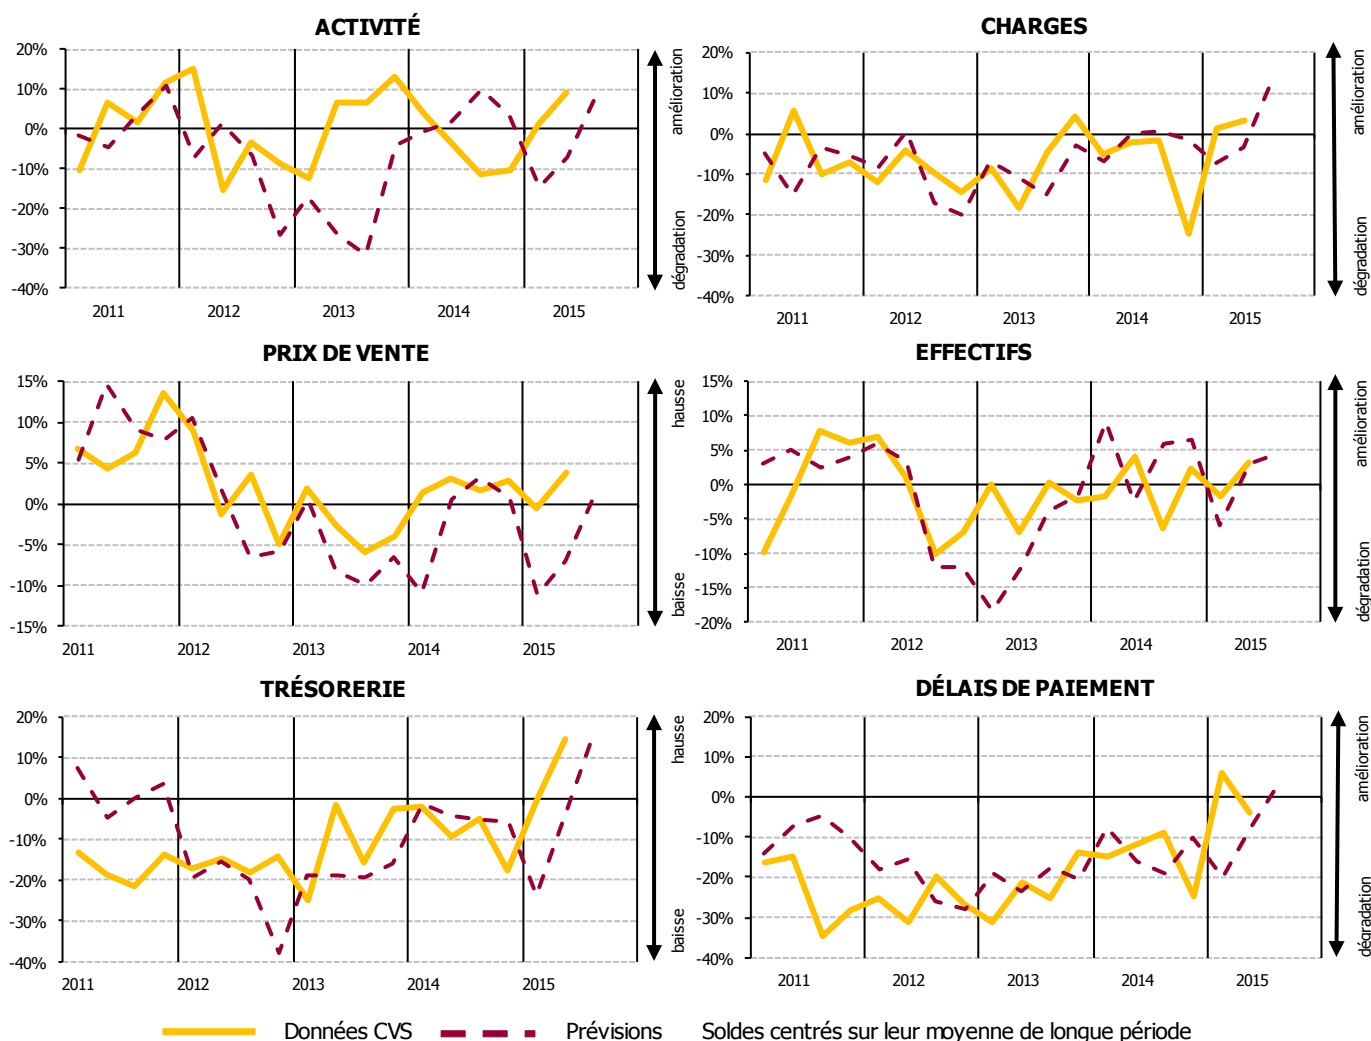 ACTIVITÉ
20%
10%
0%
-10%
-20%
-30%
-40%
2011 2012 2013 2014 2015
amélioration
dégradation
CHARGES
20%
10%
0%
-10%
-20%
-30%
-40%
2011 2012 2013 2014 2015
amélioration
dégradation
PRIX DE VENTE
15%
10%
5%
0%
-5%
-10%
-15%
2011 2012 2013 2014 2015
hausse
baisse
EFFECTIFS
15%
10%
5%
0%
-5%
-10%
-15%
-20%
2011 2012 2013 2014 2015
amélioration
dégradation
TRÉSORERIE
20%
10%
0%
-10%
-20%
-30%
-40%
2011 2012 2013 2014 2015
hausse
baisse
DÉLAIS DE PAIEMENT
20%
10%
0%
-10%
-20%
-30%
-40%
2011 2012 2013 2014 2015
amélioration
dégradation
Données CVS Prévisions Soldes centrés sur leur moyenne de longue période